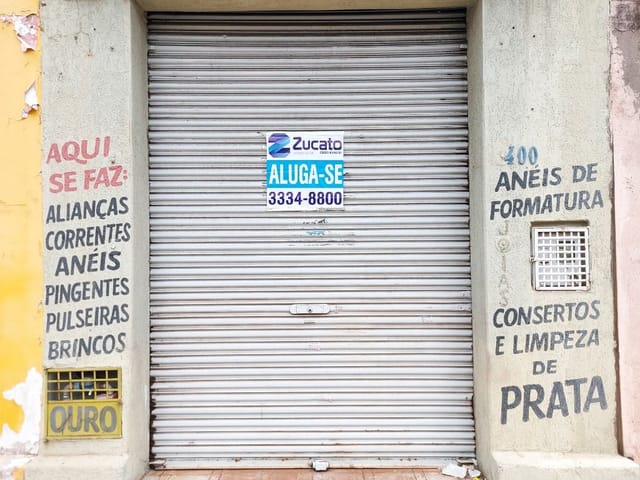 AQUI
SE FAZ:
ALIANÇAS
CORRENTES
ANÉIS
PINGENTES
PULSEIRAS
BRINCOS
OURO
Zucato
ALUGA-SE
3334-8800
400
ANÉIS DE
FORMATURA
JOIAS
CONSERTOS
E LIMPEZA
DE
PRATA